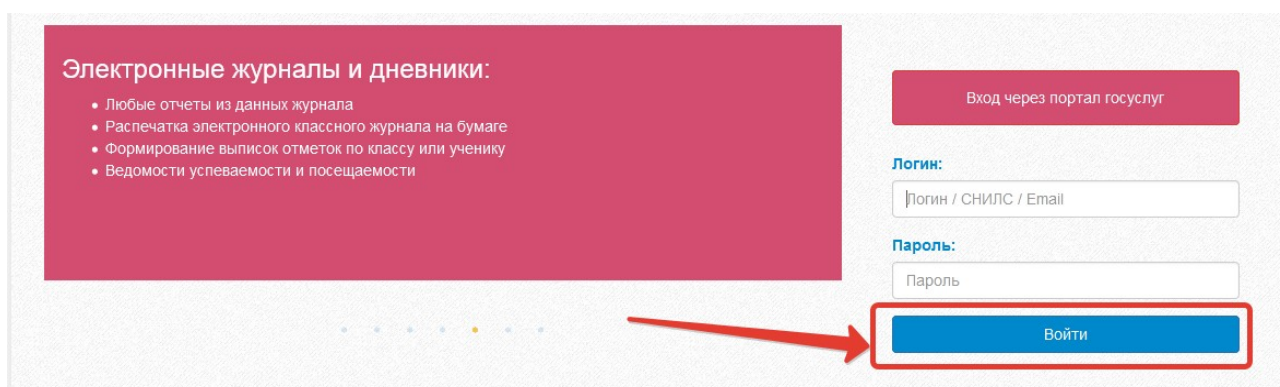 Электронные журналы и дневники:
• Любые отчеты из данных журнала
• Распечатка электронного классного журнала на бумаге
• Формирование выписок отметок по классу или ученику
• Ведомости успеваемости и посещаемости
Вход через портал госуслуг
Логин:
Логин / СНИЛС / Email
Пароль:
Пароль
Войти